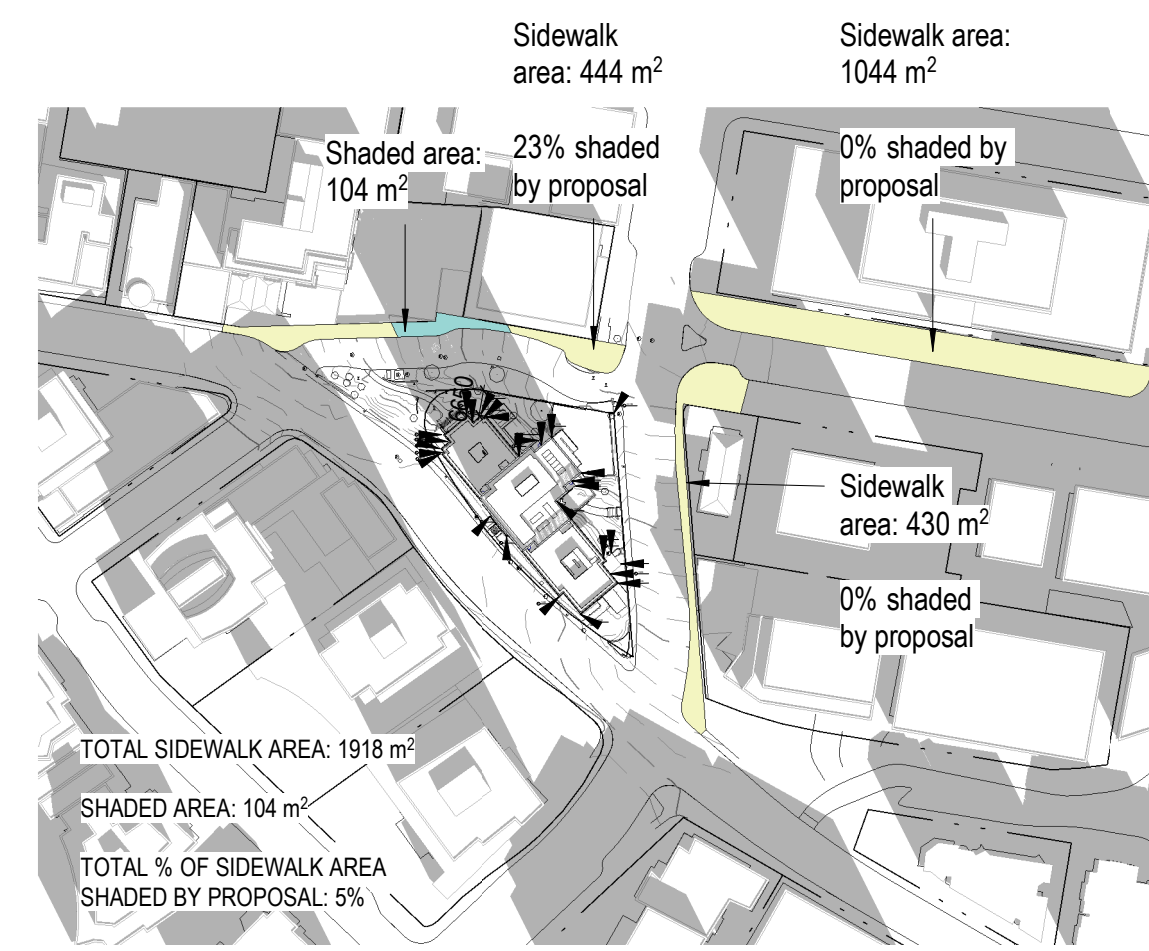 Sidewalk
area: 444 m²
Sidewalk area:
1044 m²
Shaded area:
104 m²
23% shaded
by proposal
0% shaded by
proposal
6650
Sidewalk
area: 430 m²
0% shaded
by proposal
TOTAL SIDEWALK AREA: 1918 m²
SHADED AREA: 104 m²
TOTAL % OF SIDEWALK AREA
SHADED BY PROPOSAL: 5%